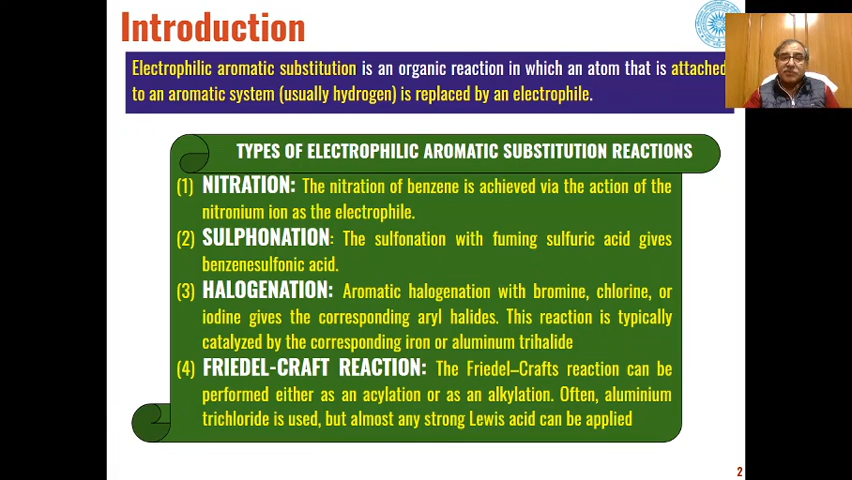 Introduction
Electrophilic aromatic substitution is an organic reaction in which an atom that is attached
to an aromatic system (usually hydrogen) is replaced by an electrophile.
TYPES OF ELECTROPHILIC AROMATIC SUBSTITUTION REACTIONS
(1) NITRATION: The nitration of benzene is achieved via the action of the
nitronium ion as the electrophile.
(2) SULPHONATION: The sulfonation with fuming sulfuric acid gives
benzenesulfonic acid.
(3) HALOGENATION: Aromatic halogenation with bromine, chlorine, or
iodine gives the corresponding aryl halides. This reaction is typically
catalyzed by the corresponding iron or aluminum trihalide
(4) FRIEDEL-CRAFT REACTION: The Friedel–Crafts reaction can be
performed either as an acylation or as an alkylation. Often, aluminium
trichloride is used, but almost any strong Lewis acid can be applied
2